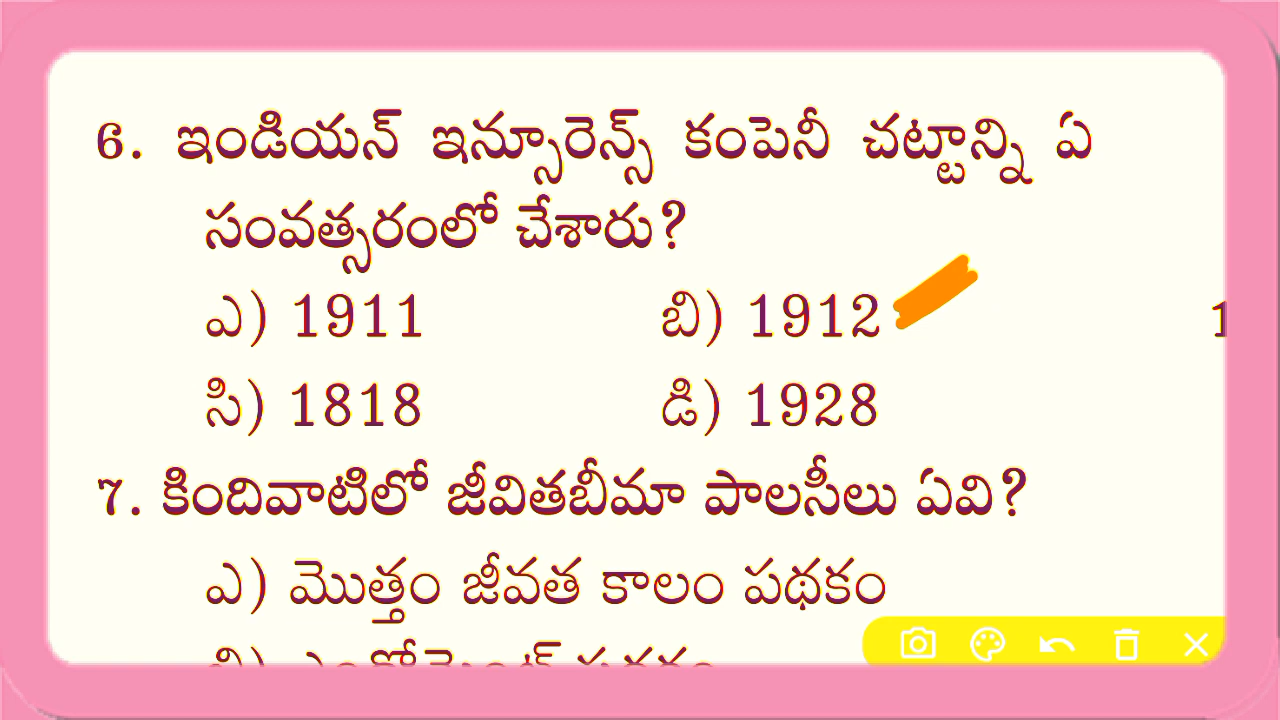 6. ఇండియన్ ఇన్సూరెన్స్ కంపెనీ చట్టాన్ని ఏ
సంవత్సరంలో చేశారు?
ఎ) 1911 బి) 1912
సి) 1818 డి) 1928
7. కిందివాటిలో జీవితబీమా పాలసీలు ఏవి?
ఎ) మొత్తం జీవత కాలం పథకం